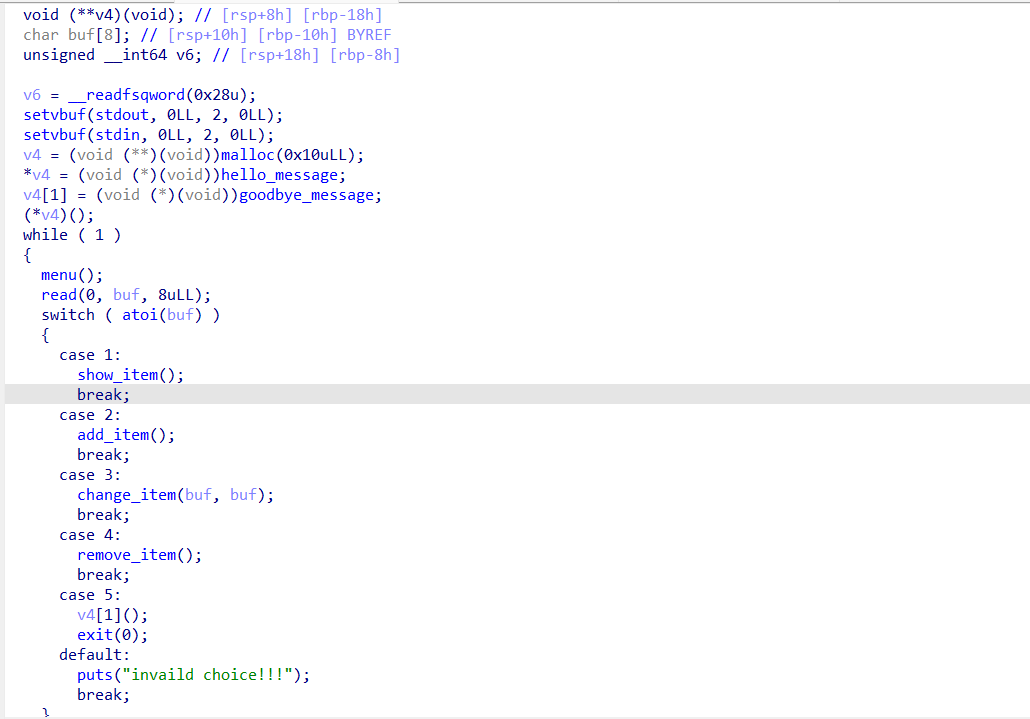 void (**v4)(void); // [rsp+8h] [rbp-18h]
char buf[8]; // [rsp+10h] [rbp-10h] BYREF
unsigned __int64 v6; // [rsp+18h] [rbp-8h]
v6 = __readfsqword(0x28u);
setvbuf(stdout, 0LL, 2, 0LL);
setvbuf(stdin, 0LL, 2, 0LL);
v4 = (void (**)(void))malloc(0x10uLL);
*v4 = (void (*)(void))hello_message;
v4[1] = (void (*)(void))goodbye_message;
(*v4)();
while ( 1 )
{
menu();
read(0, buf, 8uLL);
switch ( atoi(buf) )
{
case 1:
show_item();
break;
case 2:
add_item();
break;
case 3:
change_item(buf, buf);
break;
case 4:
remove_item();
break;
case 5:
v4[1]();
exit(0);
default:
puts("invaild choice!!!");
break;
}